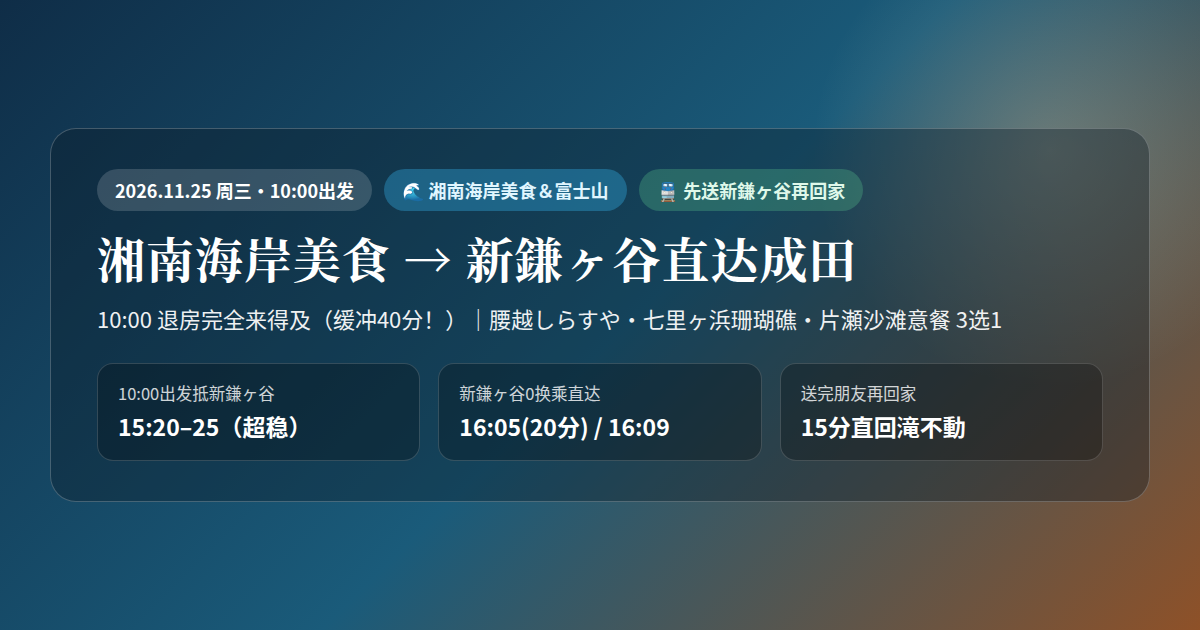 2026.11.25 周三・10:00出发
🌊 湘南海岸美食＆富士山
🚆 先送新鎌ヶ谷再回家
湘南海岸美食 → 新鎌ヶ谷直达成田
10:00 退房完全来得及（缓冲40分！）｜腰越しらすや・七里ヶ浜珊瑚礁・片瀬沙滩意餐 3选1
10:00出发抵新鎌ヶ谷
15:20–25（超稳）
新鎌ヶ谷0换乘直达
16:05(20分) / 16:09
送完朋友再回家
15分直回滝不動